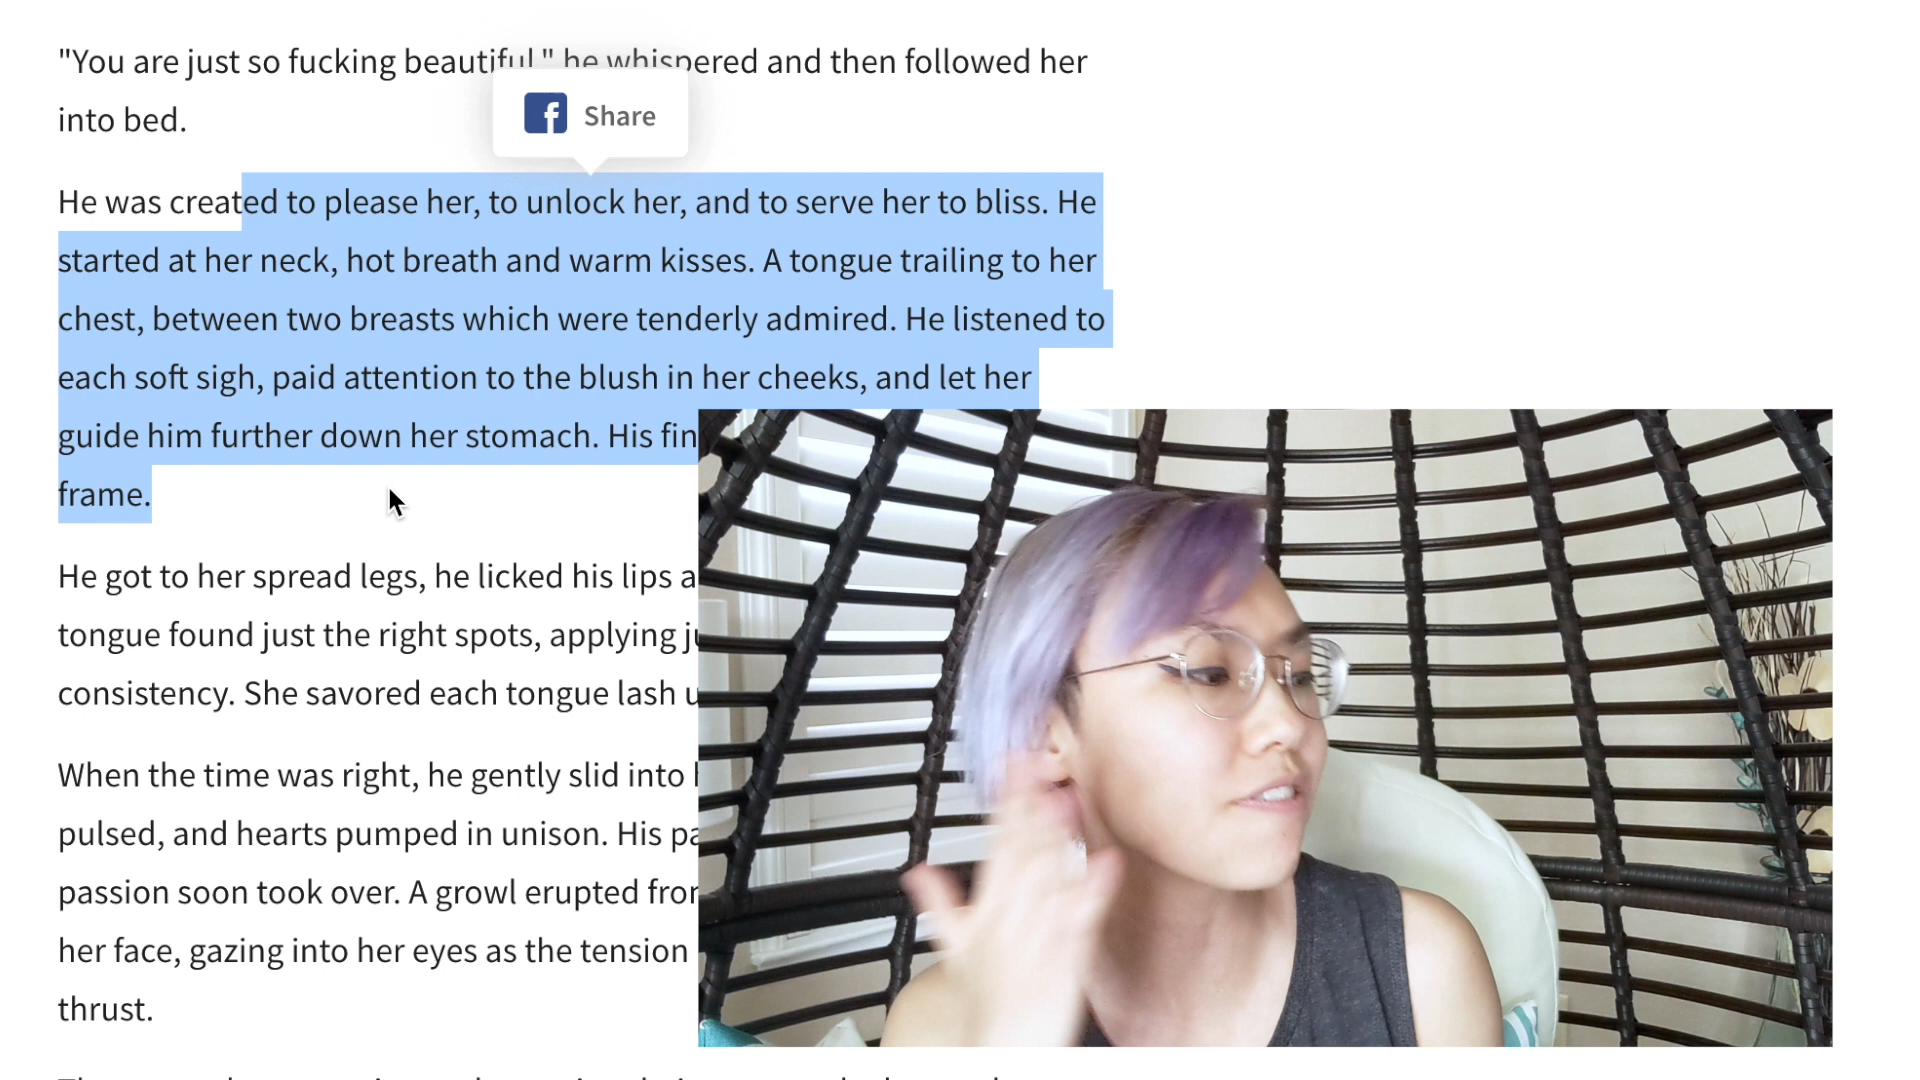 "You are just so fucking beautiful," he whispered and then followed her
into bed.
Share
He was created to please her, to unlock her, and to serve her to bliss. He
started at her neck, hot breath and warm kisses. A tongue trailing to her
chest, between two breasts which were tenderly admired. He listened to
each soft sigh, paid attention to the blush in her cheeks, and let her
guide him further down her stomach. His fin
frame.
He got to her spread legs, he licked his lips a
tongue found just the right spots, applying ju
consistency. She savored each tongue lash u
When the time was right, he gently slid into
pulsed, and hearts pumped in unison. His pa
passion soon took over. A growl erupted from
her face, gazing into her eyes as the tension
thrust.